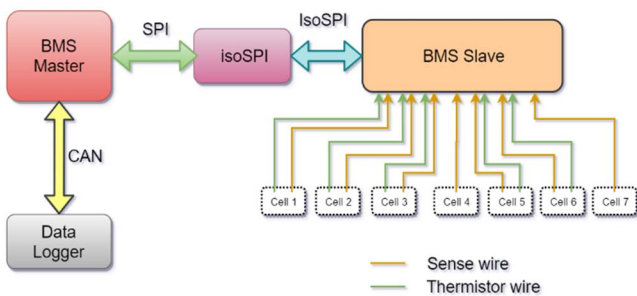 BMS
Master
SPI
isoSPI
IsoSPI
BMS Slave
CAN
Data
Logger
Cell 1
Cell 2
Cell 3
Cell 4
Cell 5
Cell 6
Cell 7
Sense wire
Thermistor wire